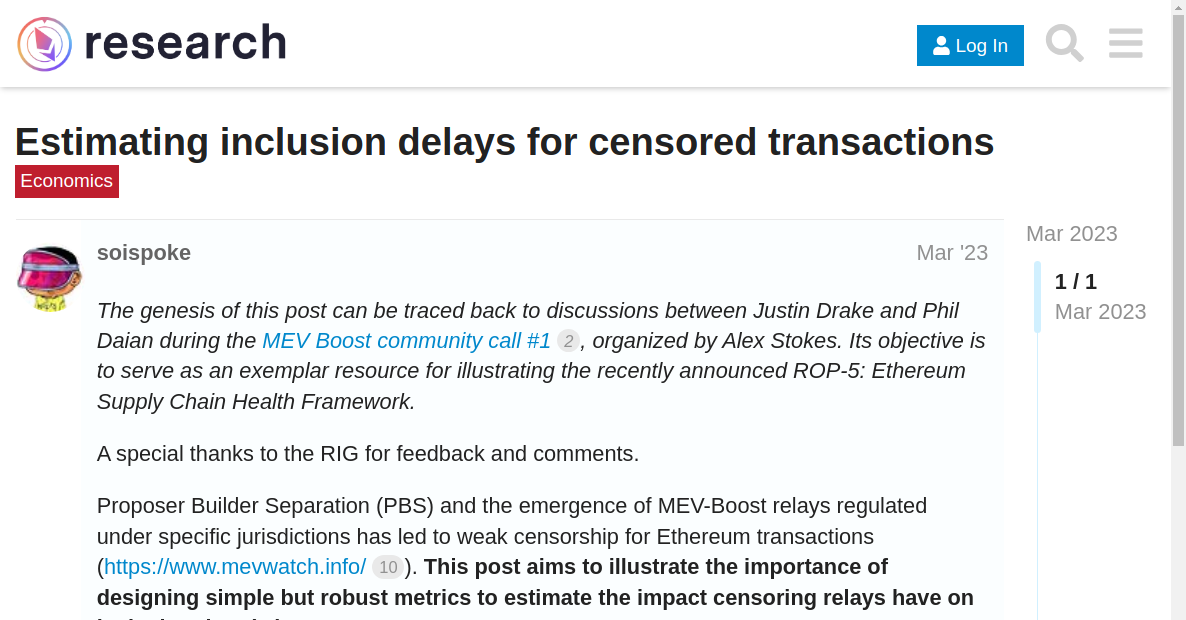 research
Log In
Estimating inclusion delays for censored transactions
Economics
soispoke
Mar '23
Mar 2023
1 / 1
Mar 2023
The genesis of this post can be traced back to discussions between Justin Drake and Phil
Daian during the MEV Boost community call #1 2, organized by Alex Stokes. Its objective is
to serve as an exemplar resource for illustrating the recently announced ROP-5: Ethereum
Supply Chain Health Framework.
A special thanks to the RIG for feedback and comments.
Proposer Builder Separation (PBS) and the emergence of MEV-Boost relays regulated
under specific jurisdictions has led to weak censorship for Ethereum transactions
(https://www.mevwatch.info/ 10). This post aims to illustrate the importance of
designing simple but robust metrics to estimate the impact censoring relays have on